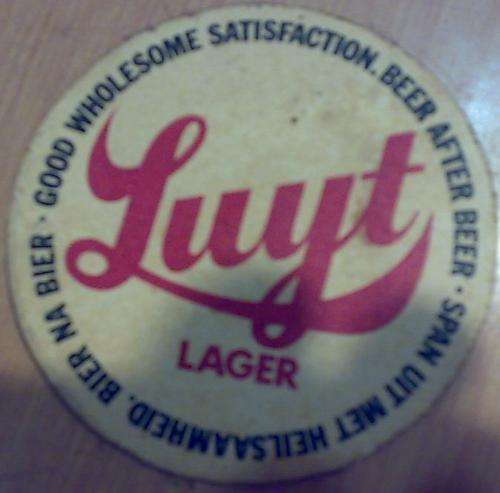 Luyt
LAGER
GOOD WHOLESOME SATISFACTION. BEER AFTER BEER · SPAN UIT MET HEILSAAMHEID. BIER NA BIER ·